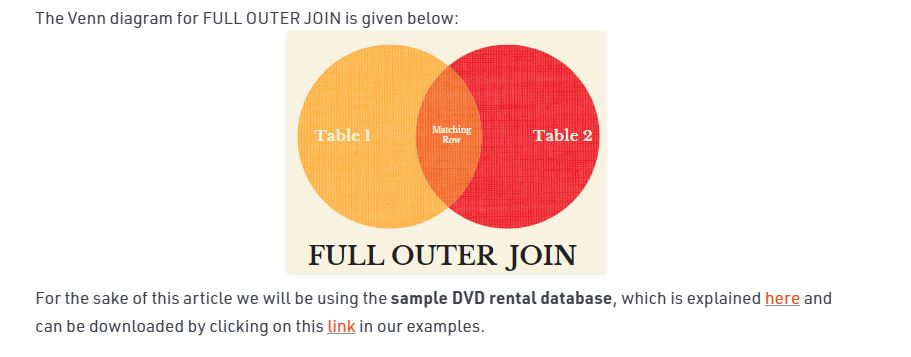 The Venn diagram for FULL OUTER JOIN is given below:
Table 1
Matching
Row
Table 2
FULL OUTER JOIN
For the sake of this article we will be using the sample DVD rental database, which is explained here and
can be downloaded by clicking on this link in our examples.